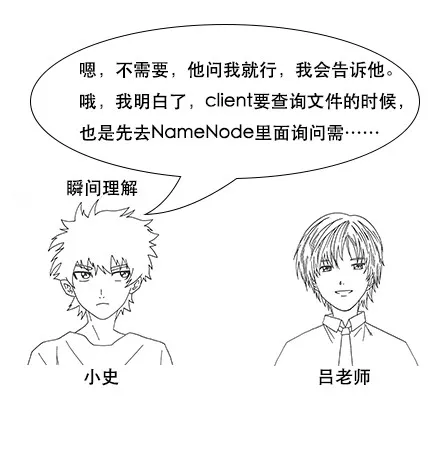 嗯，不需要，他问我就行，我会告诉他。
哦，我明白了，client要查询文件的时候，
也是先去NameNode里面询问需……
瞬间理解
小史
吕老师